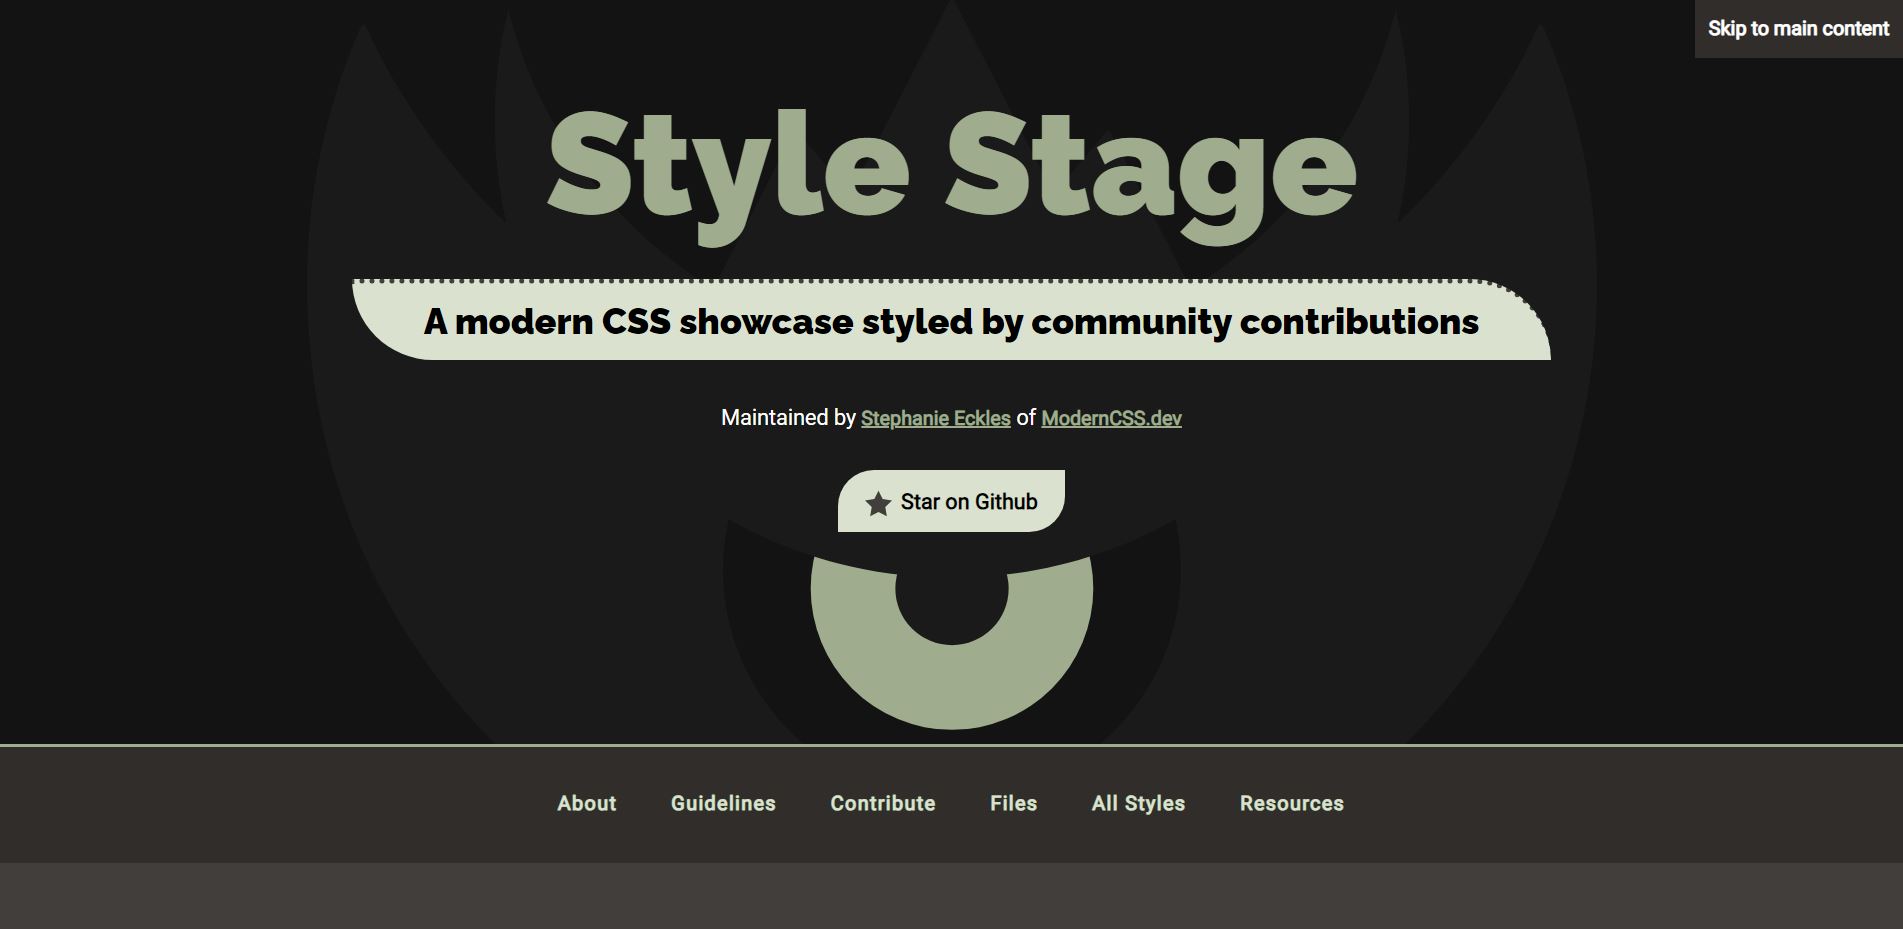 Skip to main content
Style Stage
A modern CSS showcase styled by community contributions
Maintained by Stephanie Eckles of ModernCSS.dev
Star on Github
About Guidelines Contribute Files All Styles Resources